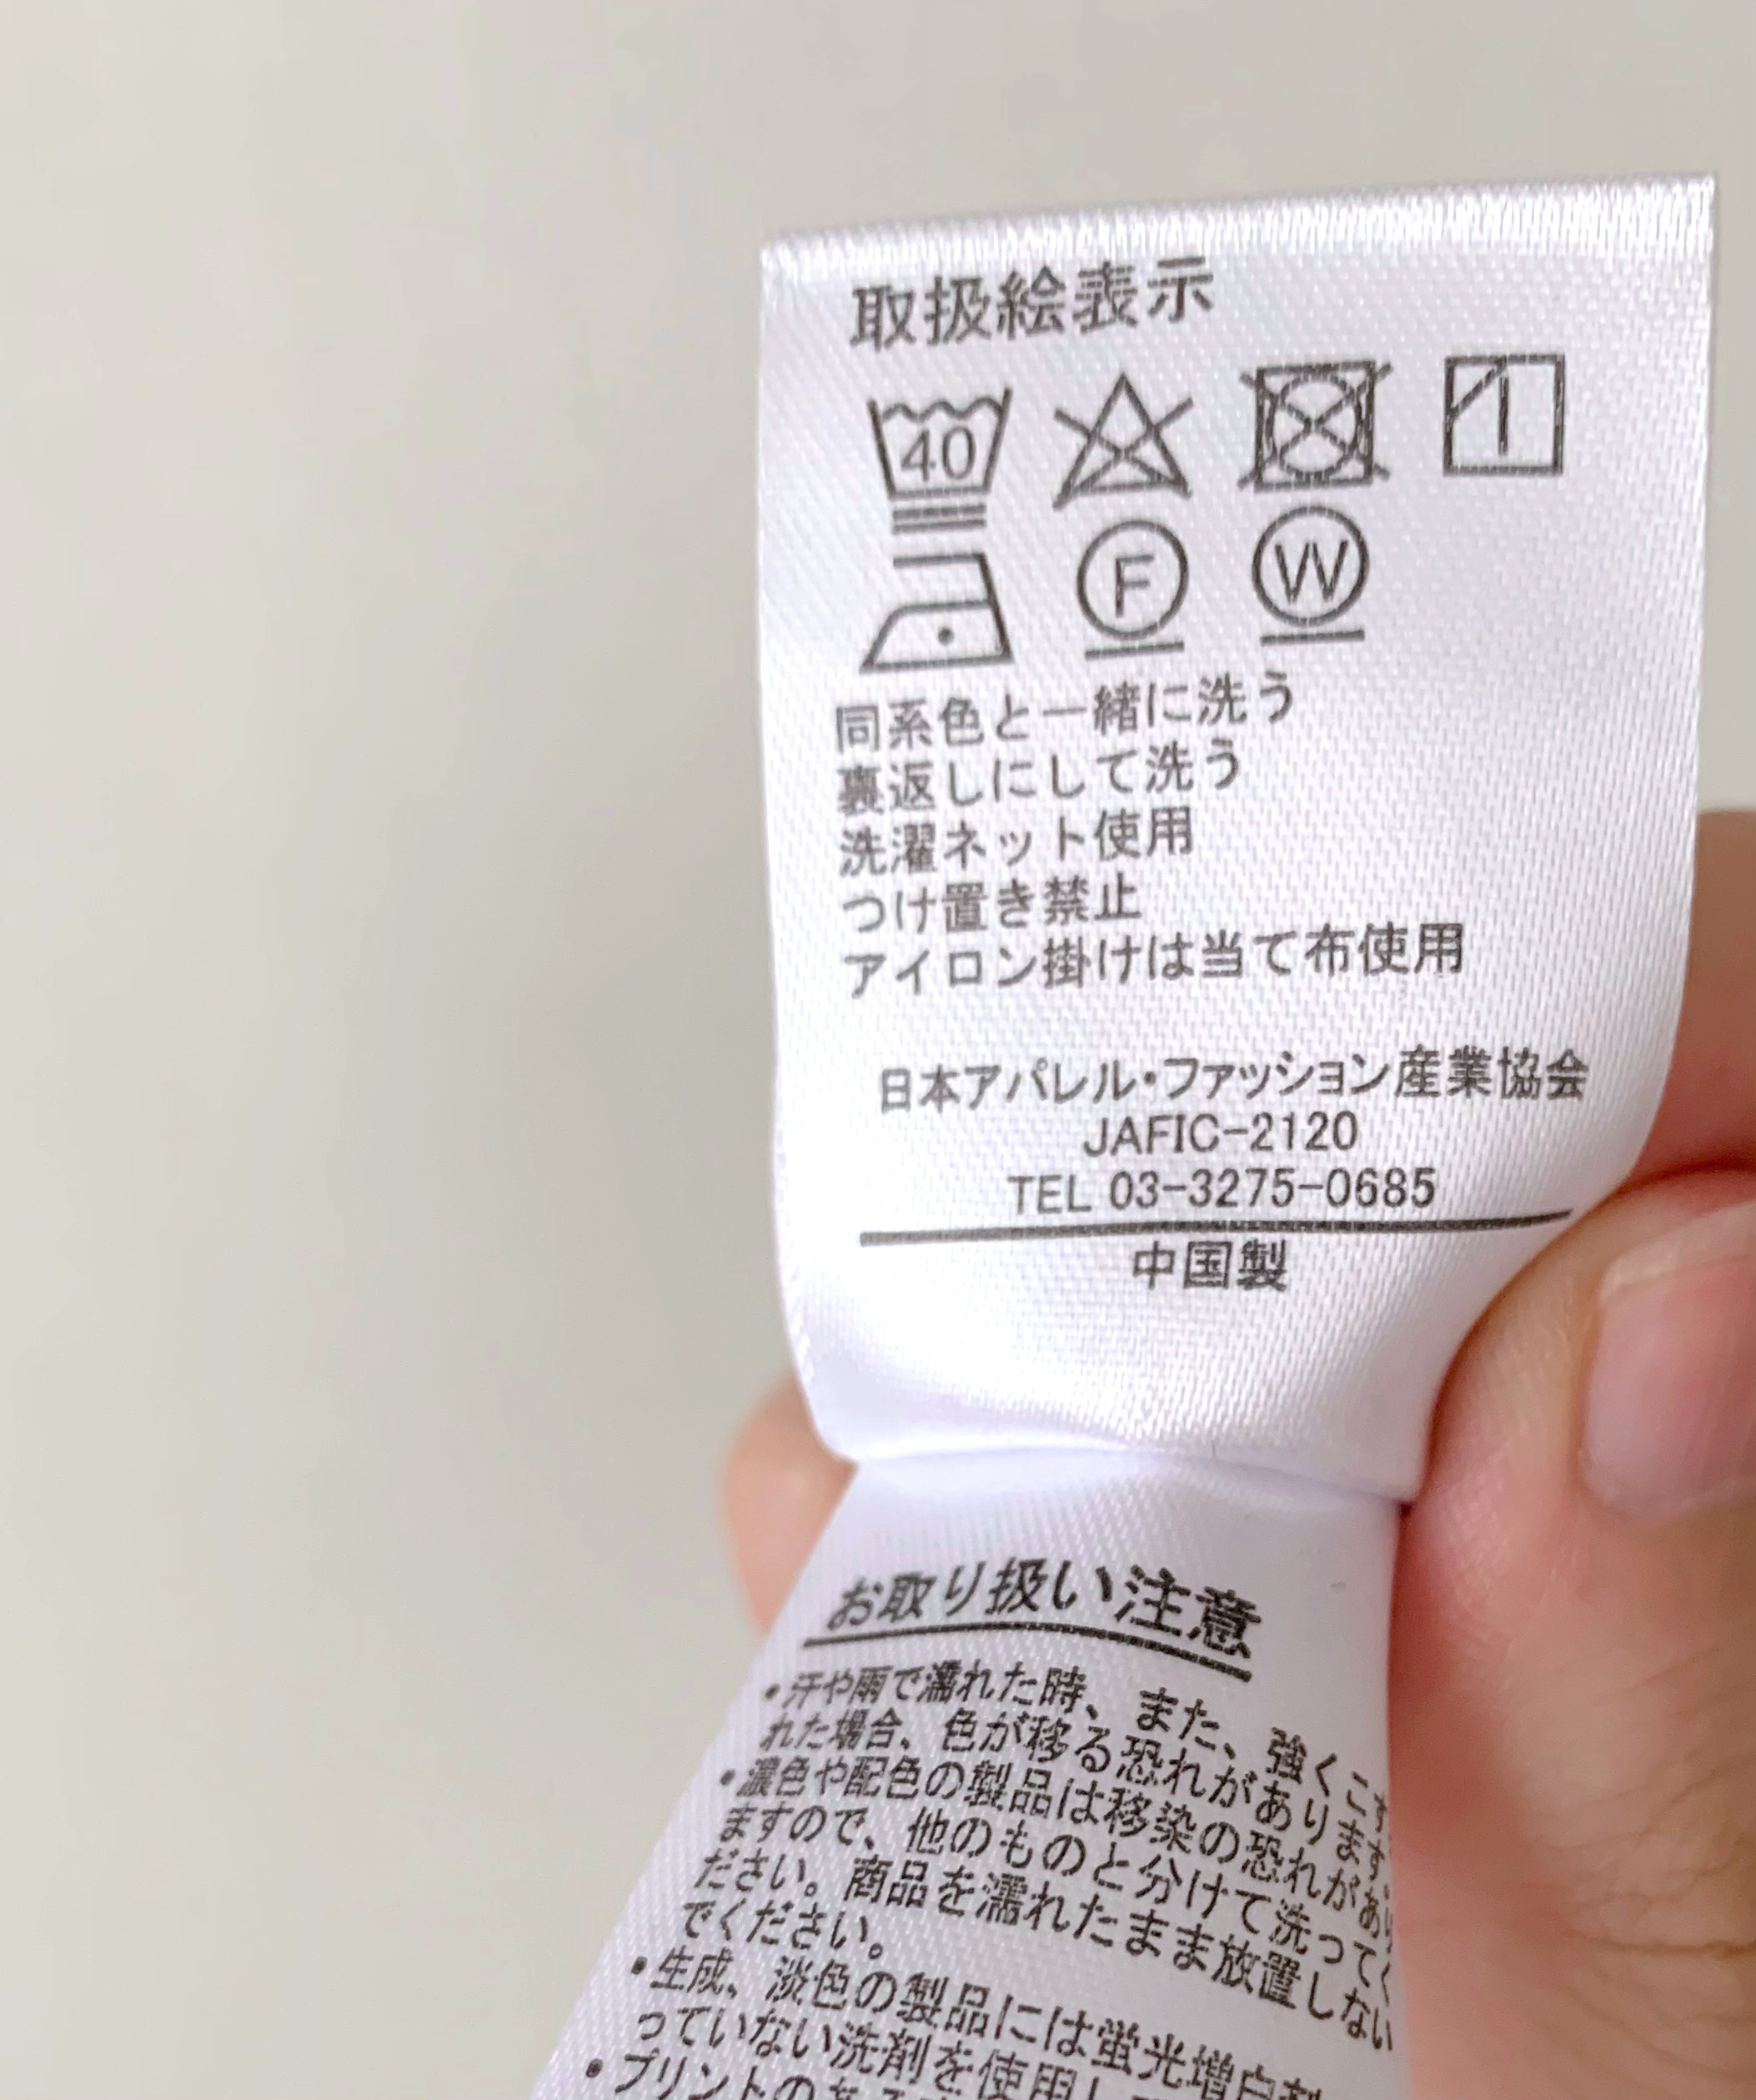 取扱絵表示
40
F W
同系色と一緒に洗う
裏返しにして洗う
洗濯ネット使用
つけ置き禁止
アイロン掛けは当て布使用
日本アパレル・ファッション産業協会
JAFIC-2120
TEL 03-3275-0685
中国製
お取り扱い注意
・汗や雨で濡れた時、また、強くこす
れた場合、色が移る恐れがあります。
・濃色や配色の製品は移染の恐れがあり
ますので、他のものと分けて洗ってく
ださい。商品を濡れたまま放置しない
でください。
・生成、淡色の製品には蛍光増白剤
っていない洗剤を使用し
・プリントのある